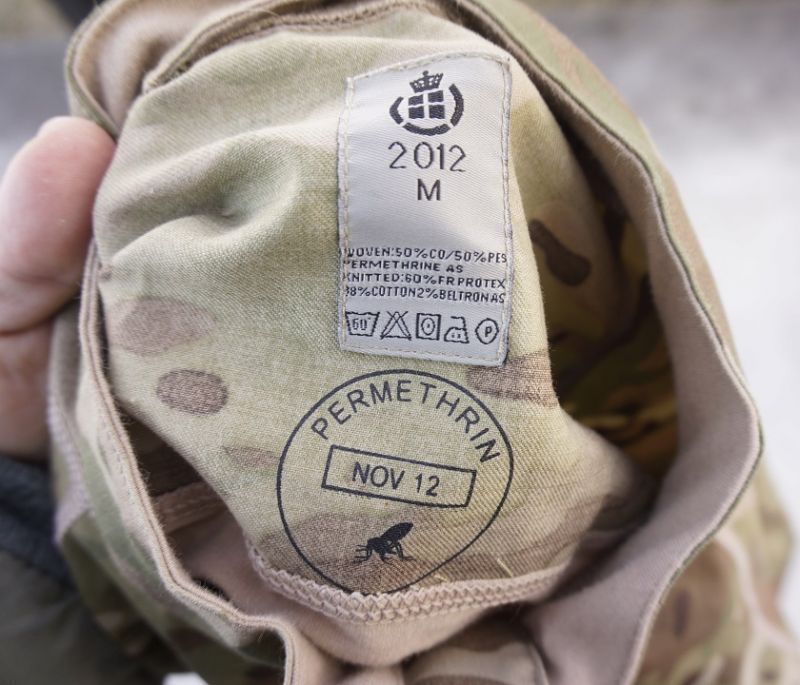 2012
M
WOVEN:50%CO/50%PES
PERMETHRINE AS
KNITTED:60%FR PROTEX
38%COTTON2%BELTRON AS
60
P
PERMETHRIN
NOV 12